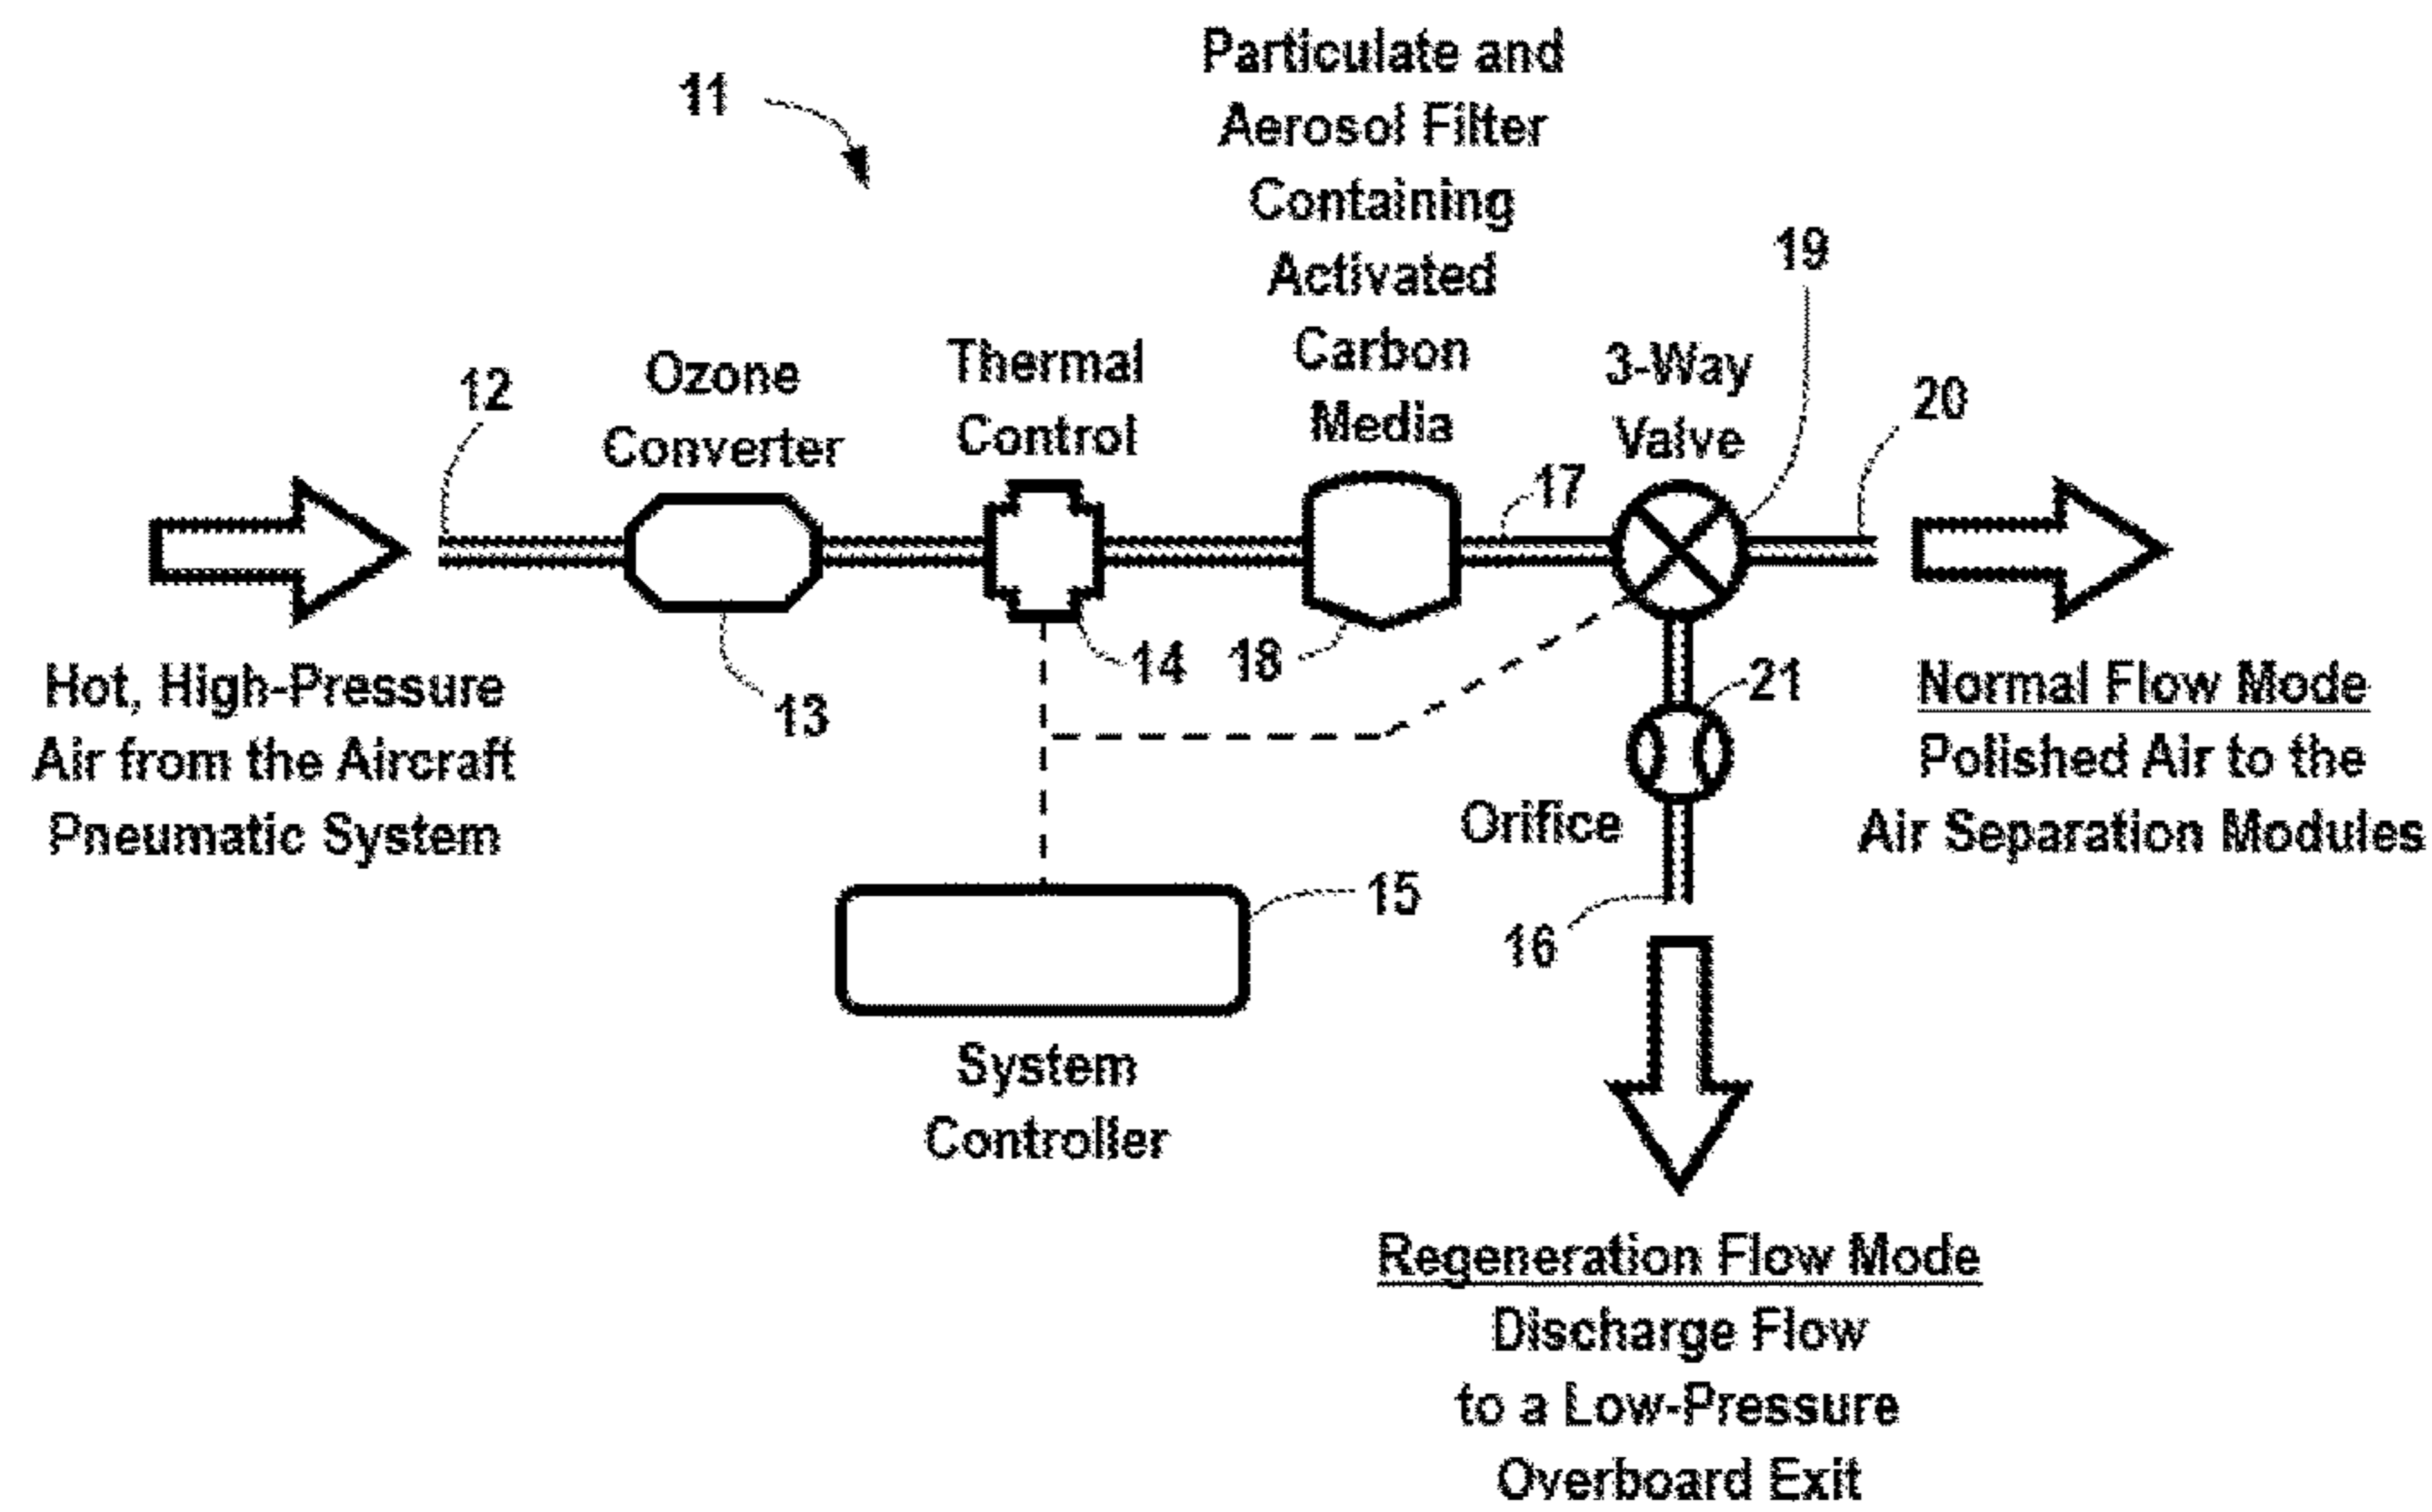 11
Particulate and
Aerosol Filter
Containing
Activated
Carbon
Media
19
12
Ozone
Converter
Thermal
Control
3-Way
Valve
20
17
14
18
13
21
Hot, High-Pressure
Air from the Aircraft
Pneumatic System
Normal Flow Mode
Polished Air to the
Air Separation Modules
Orifice
15
16
System
Controller
Regeneration Flow Mode
Discharge Flow
to a Low-Pressure
Overboard Exit